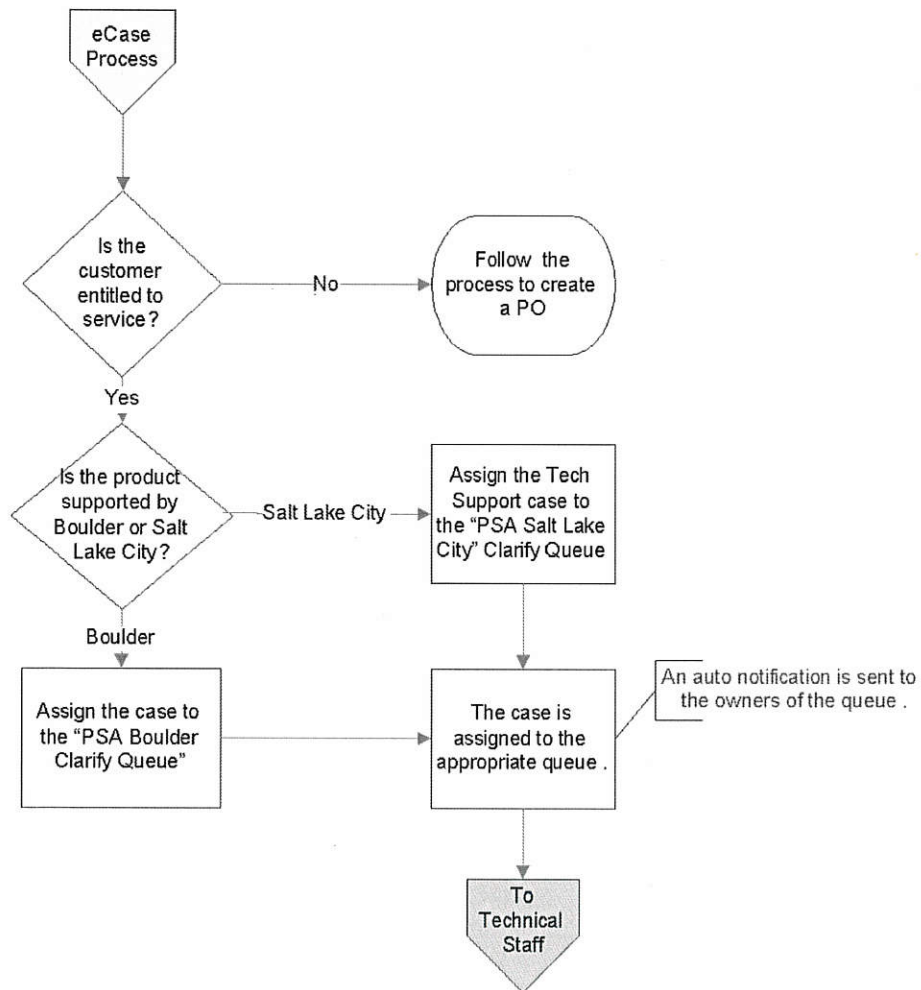 eCase
Process
Is the
customer
entitled to
service?
No
Follow the
process to create
a PO
Yes
Is the product
supported by
Boulder or Salt
Lake City?
Salt Lake City
Assign the Tech
Support case to
the “PSA Salt Lake
City” Clarify Queue
Boulder
Assign the case to
the “PSA Boulder
Clarify Queue”
The case is
assigned to the
appropriate queue .
An auto notification is sent to
the owners of the queue .
To
Technical
Staff